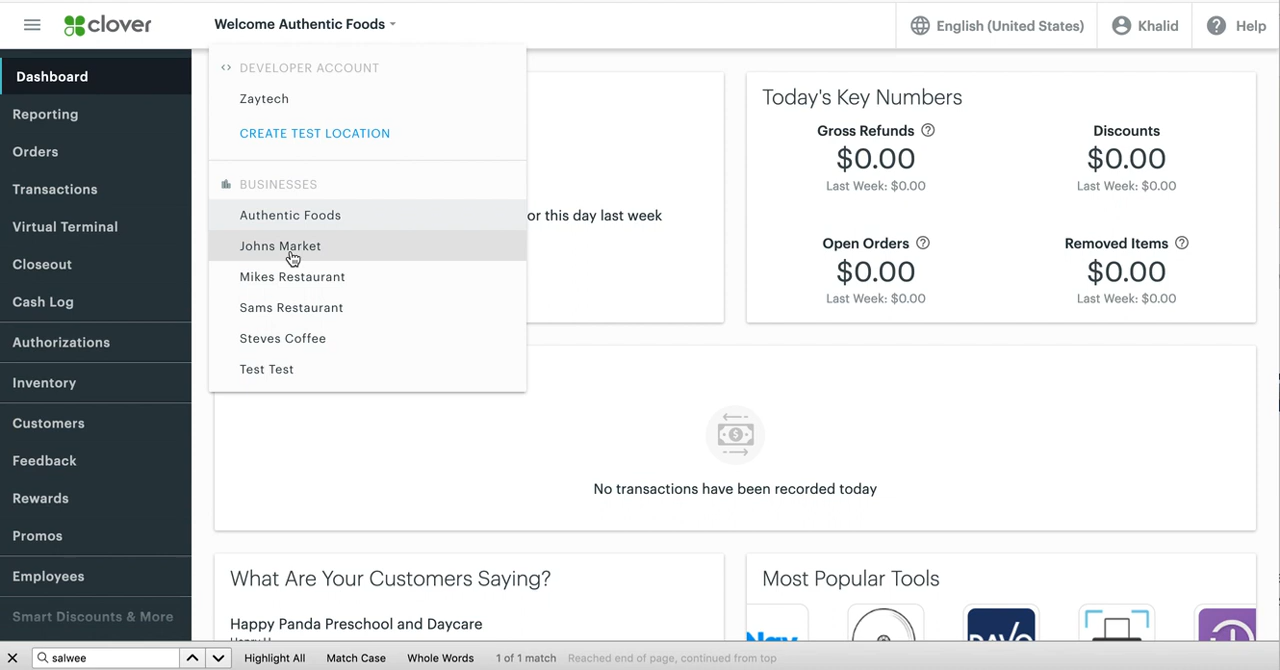 clover
Welcome Authentic Foods
English (United States)
Khalid
Help
Dashboard
Reporting
Orders
Transactions
Virtual Terminal
Closeout
Cash Log
Authorizations
Inventory
Customers
Feedback
Rewards
Promos
Employees
Smart Discounts & More
DEVELOPER ACCOUNT
Zaytech
CREATE TEST LOCATION
BUSINESSES
Authentic Foods
Johns Market
Mikes Restaurant
Sams Restaurant
Steves Coffee
Test Test
or this day last week
Today's Key Numbers
Gross Refunds
$0.00
Last Week: $0.00
Discounts
$0.00
Last Week: $0.00
Open Orders
$0.00
Last Week: $0.00
Removed Items
$0.00
Last Week: $0.00
No transactions have been recorded today
What Are Your Customers Saying?
Happy Panda Preschool and Daycare
Most Popular Tools
salwee
Highlight All
Match Case
Whole Words
1 of 1 match
Reached end of page, continued from top